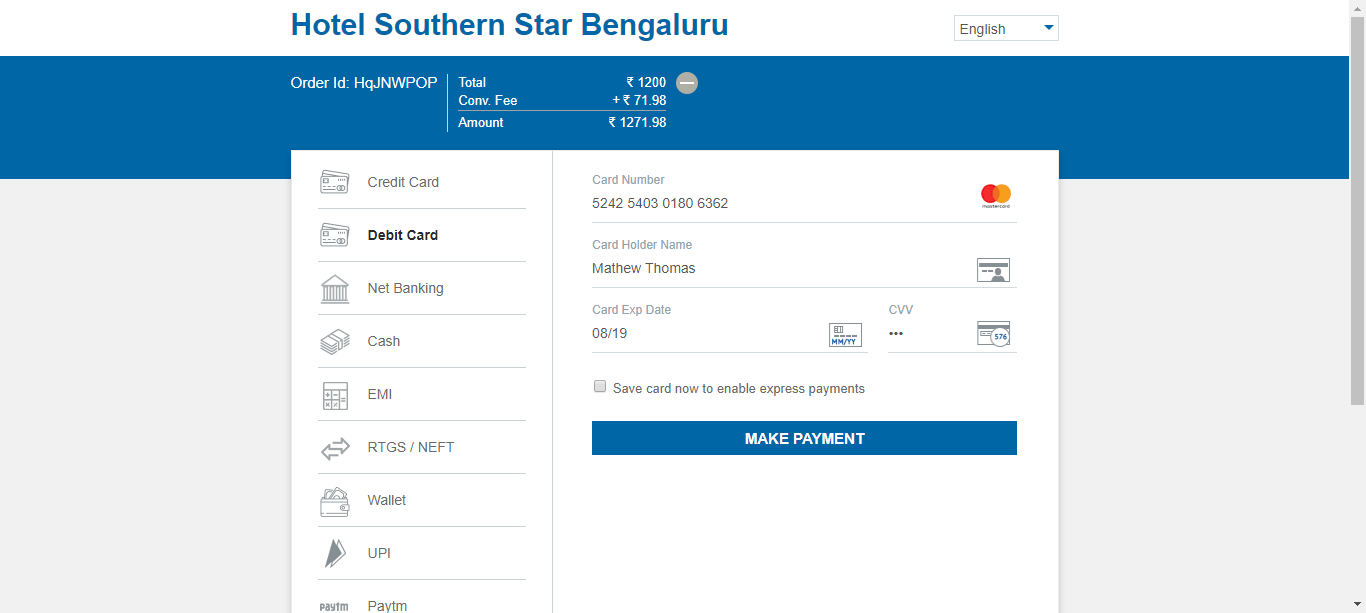 Hotel Southern Star Bengaluru
English
Order Id: HqJNWPOP
Total ₹ 1200
Conv. Fee + ₹ 71.98
Amount ₹ 1271.98
Credit Card
Debit Card
Net Banking
Cash
EMI
RTGS / NEFT
Wallet
UPI
paytm Paytm
Card Number
5242 5403 0180 6362
mastercard
Card Holder Name
Mathew Thomas
Card Exp Date
08/19
MM/YY
CVV
•••
576
Save card now to enable express payments
MAKE PAYMENT